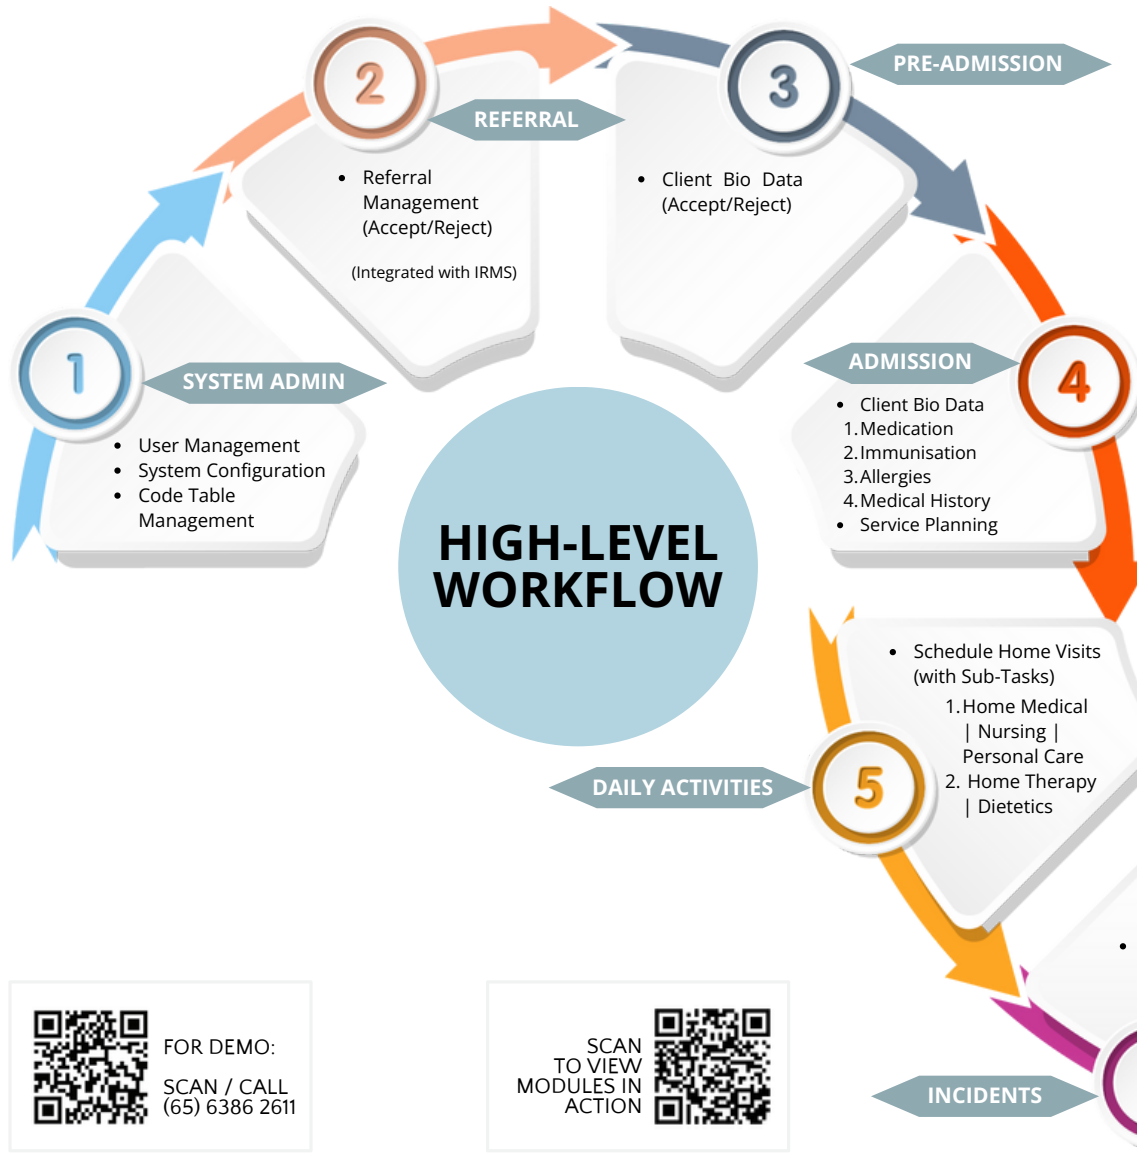 1
SYSTEM ADMIN
• User Management
• System Configuration
• Code Table
Management
2
REFERRAL
• Referral
Management
(Accept/Reject)
(Integrated with IRMS)
3
PRE-ADMISSION
• Client Bio Data
(Accept/Reject)
4
ADMISSION
• Client Bio Data
1.Medication
2.Immunisation
3.Allergies
4.Medical History
• Service Planning
HIGH-LEVEL
WORKFLOW
5
DAILY ACTIVITIES
• Schedule Home Visits
(with Sub-Tasks)
1.Home Medical
| Nursing |
Personal Care
2. Home Therapy
| Dietetics
INCIDENTS
FOR DEMO:
SCAN / CALL
(65) 6386 2611
SCAN
TO VIEW
MODULES IN
ACTION